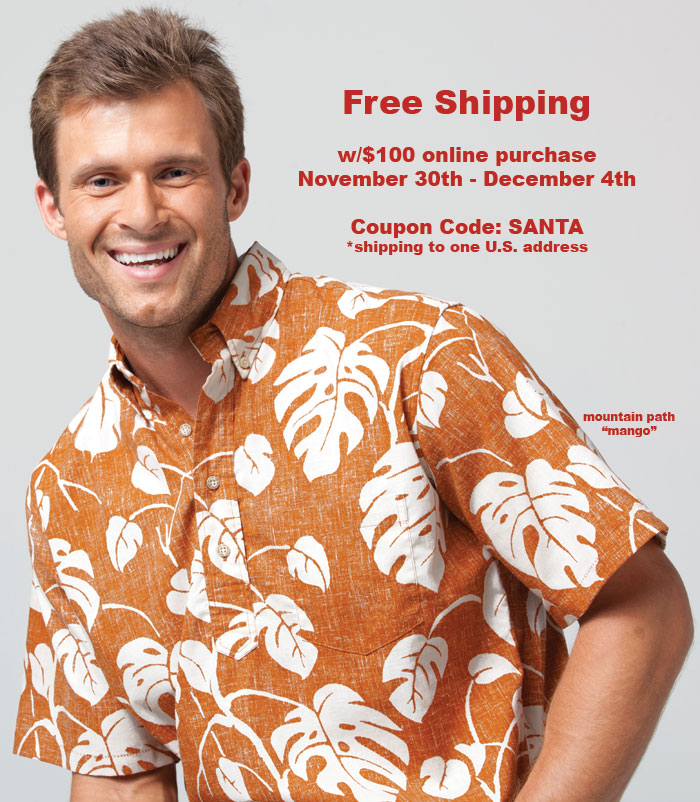 Free Shipping
w/$100 online purchase
November 30th - December 4th
Coupon Code: SANTA
*shipping to one U.S. address
mountain path
“mango”